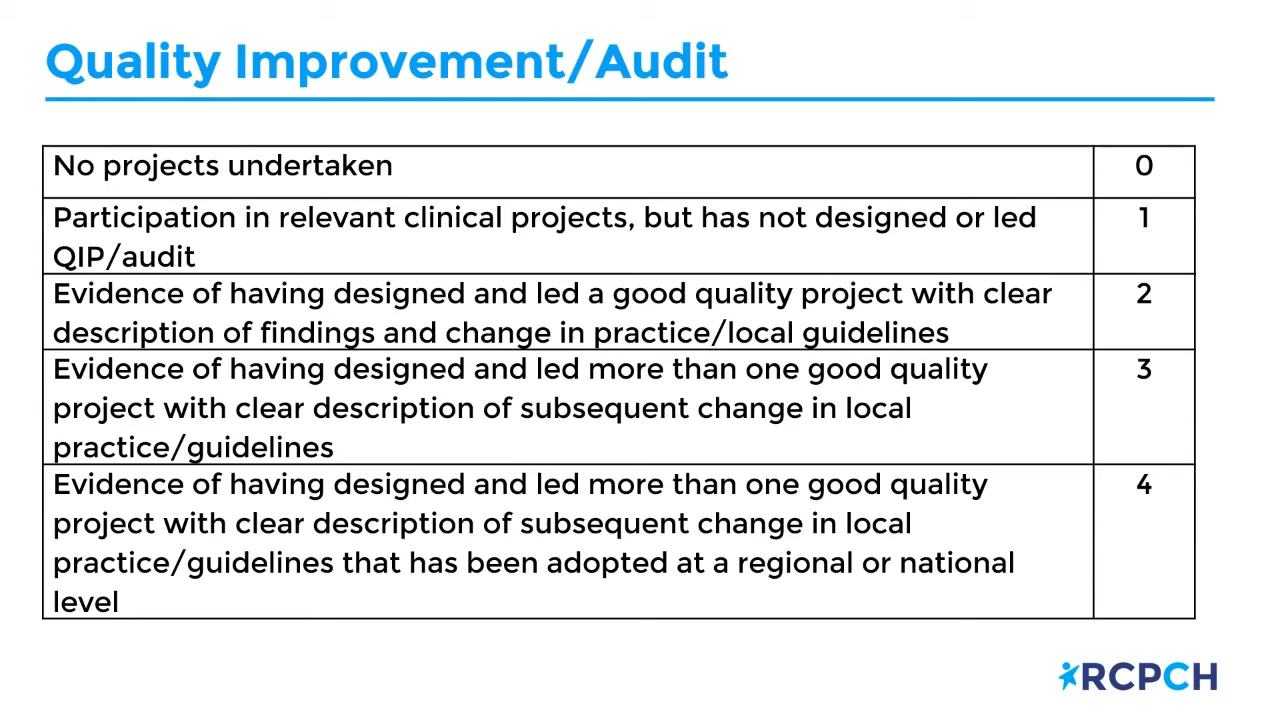 Quality Improvement/Audit
No projects undertaken 0
Participation in relevant clinical projects, but has not designed or led 1
QIP/audit
Evidence of having designed and led a good quality project with clear 2
description of findings and change in practice/local guidelines
Evidence of having designed and led more than one good quality 3
project with clear description of subsequent change in local
practice/guidelines
Evidence of having designed and led more than one good quality 4
project with clear description of subsequent change in local
practice/guidelines that has been adopted at a regional or national
level
RCPCH